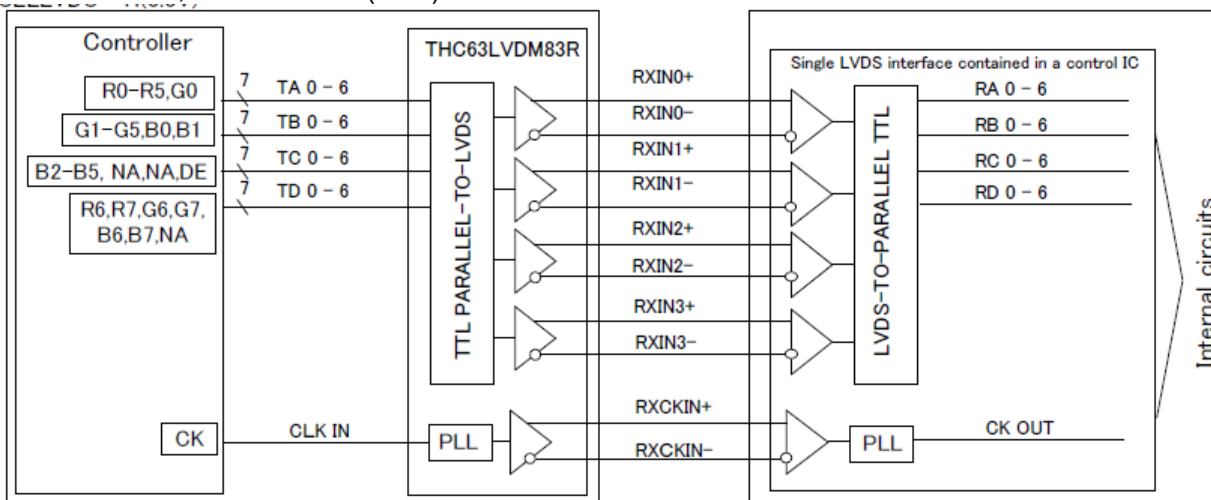 Controller
R0-R5,G0
G1-G5,B0,B1
B2-B5, NA,NA,DE
R6,R7,G6,G7,
B6,B7,NA
CK
7
TA 0 - 6
7
TB 0 - 6
7
TC 0 - 6
7
TD 0 - 6
CLK IN
THC63LVDM83R
TTL PARALLEL-TO-LVDS
PLL
RXIN0+
RXIN0-
RXIN1+
RXIN1-
RXIN2+
RXIN2-
RXIN3+
RXIN3-
RXCKIN+
RXCKIN-
Single LVDS interface contained in a control IC
LVDS-TO-PARALLEL TTL
PLL
RA 0 - 6
RB 0 - 6
RC 0 - 6
RD 0 - 6
CK OUT
Internal circuits